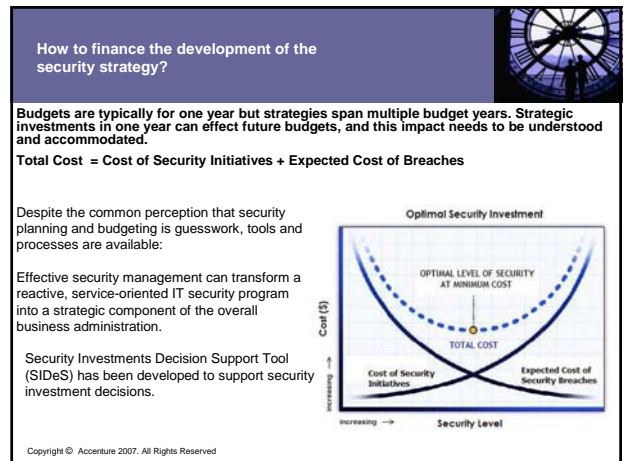 How to finance the development of the
security strategy?
Budgets are typically for one year but strategies span multiple budget years. Strategic
investments in one year can effect future budgets, and this impact needs to be understood
and accommodated.
Total Cost = Cost of Security Initiatives + Expected Cost of Breaches
Despite the common perception that security
planning and budgeting is guesswork, tools and
processes are available:
Effective security management can transform a
reactive, service-oriented IT security program
into a strategic component of the overall
business administration.
Security Investments Decision Support Tool
(SIDeS) has been developed to support security
investment decisions.
Optimal Security Investment
OPTIMAL LEVEL OF SECURITY
AT MINIMUM COST
TOTAL COST
Cost of Security
Initiatives
Expected Cost of
Security Breaches
Cost ($)
increasing
increasing
Security Level
Copyright © Accenture 2007. All Rights Reserved